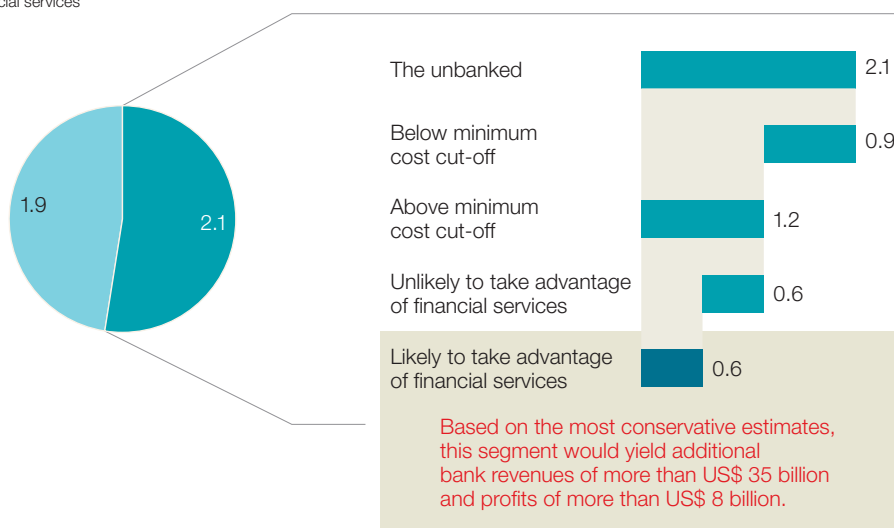 financial services
1.9
2.1
The unbanked
2.1
Below minimum
cost cut-off
0.9
Above minimum
cost cut-off
1.2
Unlikely to take advantage
of financial services
0.6
Likely to take advantage
of financial services
0.6
Based on the most conservative estimates,
this segment would yield additional
bank revenues of more than US$ 35 billion
and profits of more than US$ 8 billion.